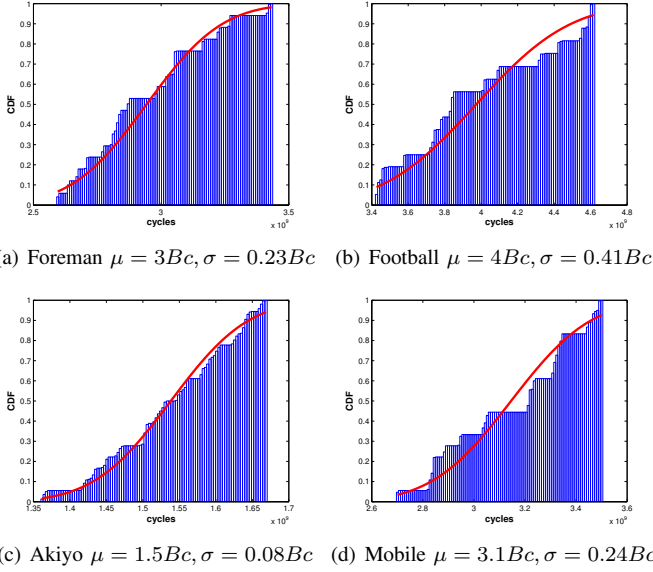 1
0.9
0.8
0.7
0.6
0.5
0.4
0.3
0.2
0.1
0
CDF
2.5 3 3.5
cycles
x 10^9
1
0.9
0.8
0.7
0.6
0.5
0.4
0.3
0.2
0.1
0
CDF
3.4 3.6 3.8 4 4.2 4.4 4.6 4.8
cycles
x 10^9
a) Foreman μ = 3Bc, σ = 0.23Bc (b) Football μ = 4Bc, σ = 0.41Bc
1
0.9
0.8
0.7
0.6
0.5
0.4
0.3
0.2
0.1
0
CDF
1.35 1.4 1.45 1.5 1.55 1.6 1.65 1.7
cycles
x 10^9
1
0.9
0.8
0.7
0.6
0.5
0.4
0.3
0.2
0.1
0
CDF
2.6 2.8 3 3.2 3.4 3.6
cycles
x 10^9
c) Akiyo μ = 1.5Bc, σ = 0.08Bc (d) Mobile μ = 3.1Bc, σ = 0.24Bc